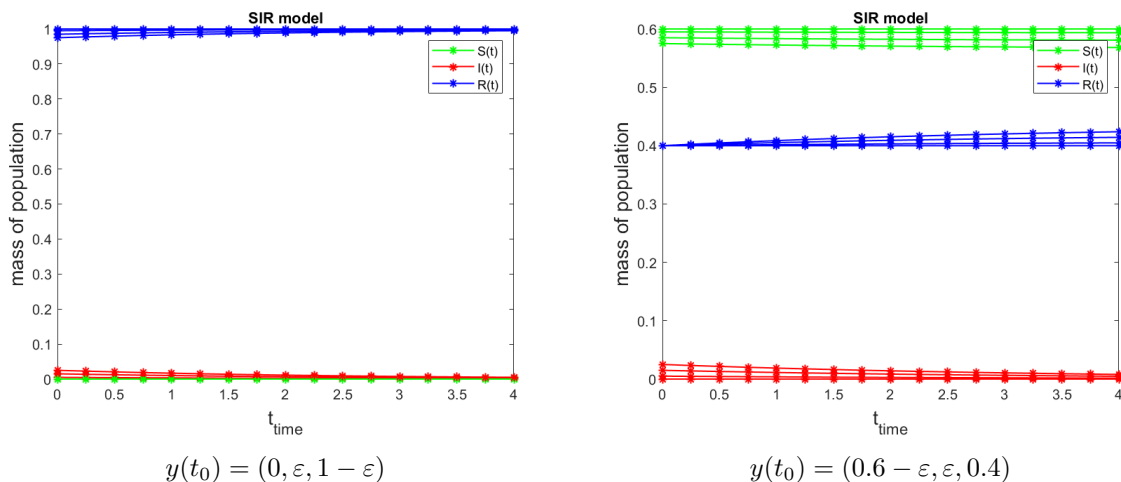 SIR model
1
0.9
0.8
0.7
0.6
0.5
0.4
0.3
0.2
0.1
0
mass of population
S(t)
I(t)
R(t)
0 0.5 1 1.5 2 2.5 3 3.5 4
t_time
y(t₀) = (0, ε, 1 − ε)
SIR model
0.6
0.5
0.4
0.3
0.2
0.1
0
mass of population
S(t)
I(t)
R(t)
0 0.5 1 1.5 2 2.5 3 3.5 4
t_time
y(t₀) = (0.6 − ε, ε, 0.4)